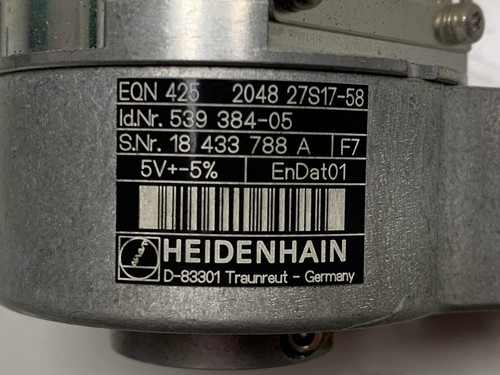 EQN 425 2048 27S17-58
Id.Nr. 539 384-05
S.Nr. 18 433 788 A F7
5V+-5% EnDat01
HEIDENHAIN
D-83301 Traunreut - Germany